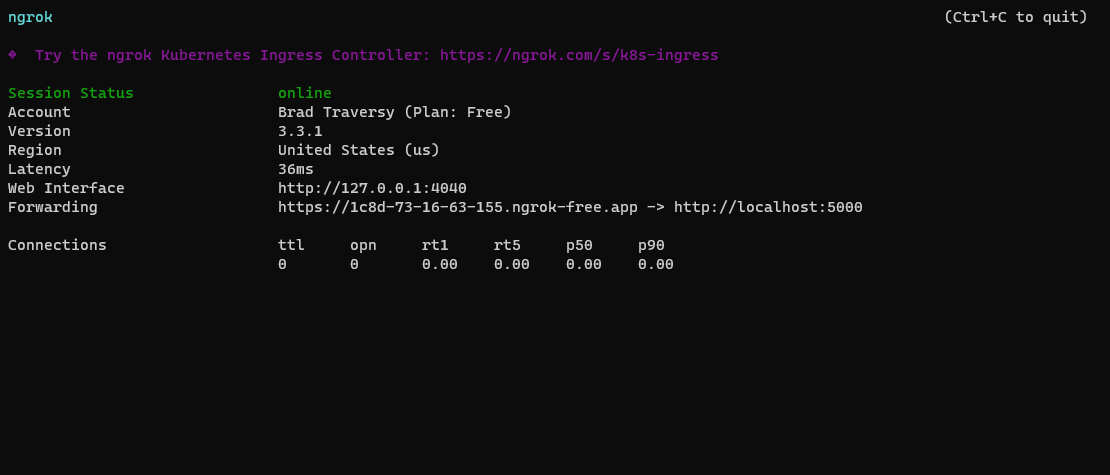 ngrok (Ctrl+C to quit)
Try the ngrok Kubernetes Ingress Controller: https://ngrok.com/s/k8s-ingress
Session Status online
Account Brad Traversy (Plan: Free)
Version 3.3.1
Region United States (us)
Latency 36ms
Web Interface http://127.0.0.1:4040
Forwarding https://1c8d-73-16-63-155.ngrok-free.app -> http://localhost:5000
Connections ttl opn rt1 rt5 p50 p90
0 0 0.00 0.00 0.00 0.00